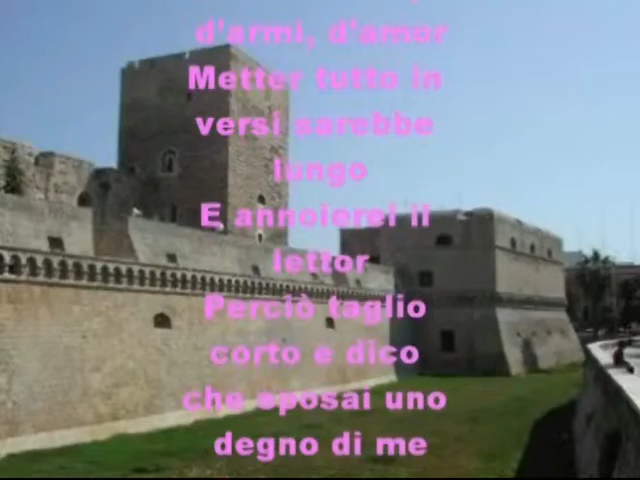 d'armi, d'amor
Metter tutto in
versi sarebbe
lungo
E annoierei il
lettor
Perciò taglio
corto e dico
che sposai uno
degno di me